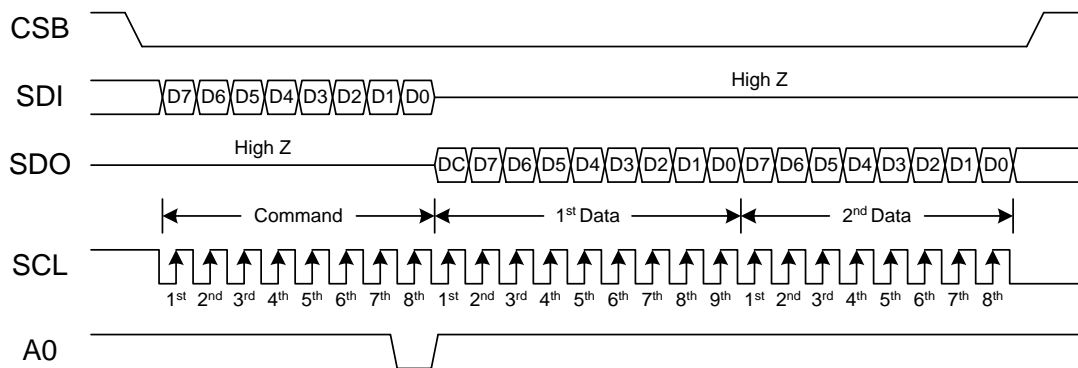 CSB
SDI D7 D6 D5 D4 D3 D2 D1 D0 High Z
SDO High Z DC D7 D6 D5 D4 D3 D2 D1 D0 D7 D6 D5 D4 D3 D2 D1 D0
Command 1st Data 2nd Data
SCL
1st 2nd 3rd 4th 5th 6th 7th 8th 1st 2nd 3rd 4th 5th 6th 7th 8th 9th 1st 2nd 3rd 4th 5th 6th 7th 8th
A0